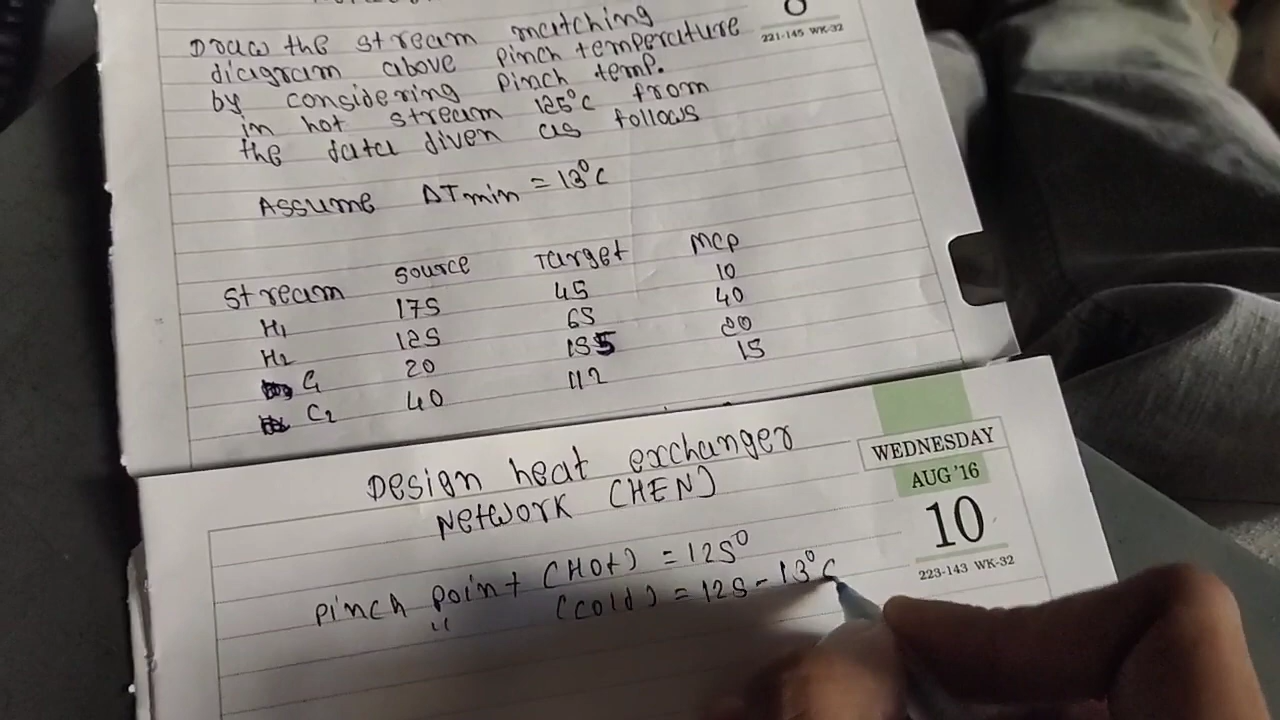 8
221-145 WK-32
Draw the stream matching
diagram above pinch temperature
by considering pinch temp.
in hot stream 125°C from
the data diven as follows
Assume ΔTmin = 13°C
Stream Source Target MCp
H1 175 45 10
H2 125 65 40
C1 20 155 20
C2 40 112 15
Design heat exchanger
Network (HEN)
WEDNESDAY
AUG '16
10
223-143 WK-32
Pinch point (Hot) = 125°
" (cold) = 125 - 13°C